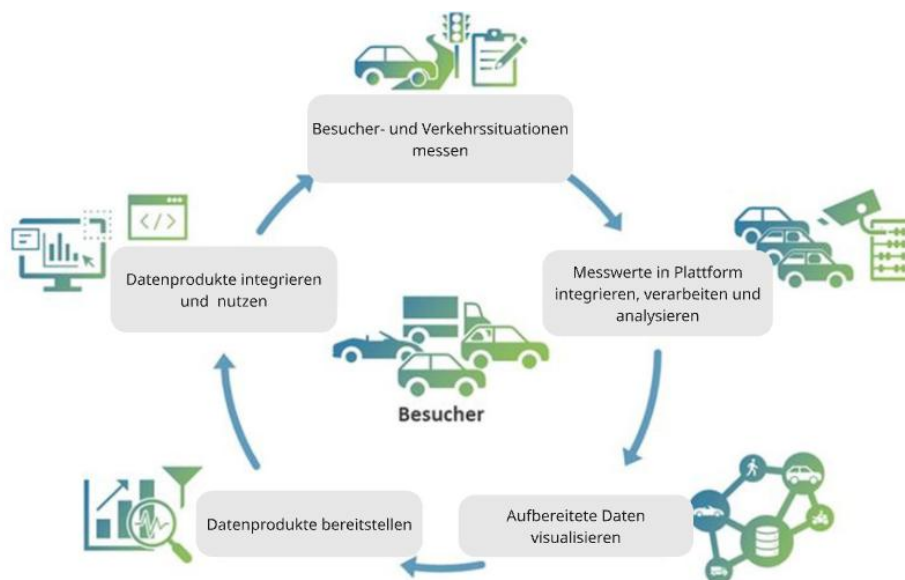 Besucher- und Verkehrssituationen
messen
</>
Datenprodukte integrieren
und nutzen
Messwerte in Plattform
integrieren, verarbeiten und
analysieren
Besucher
Datenprodukte bereitstellen
Aufbereitete Daten
visualisieren